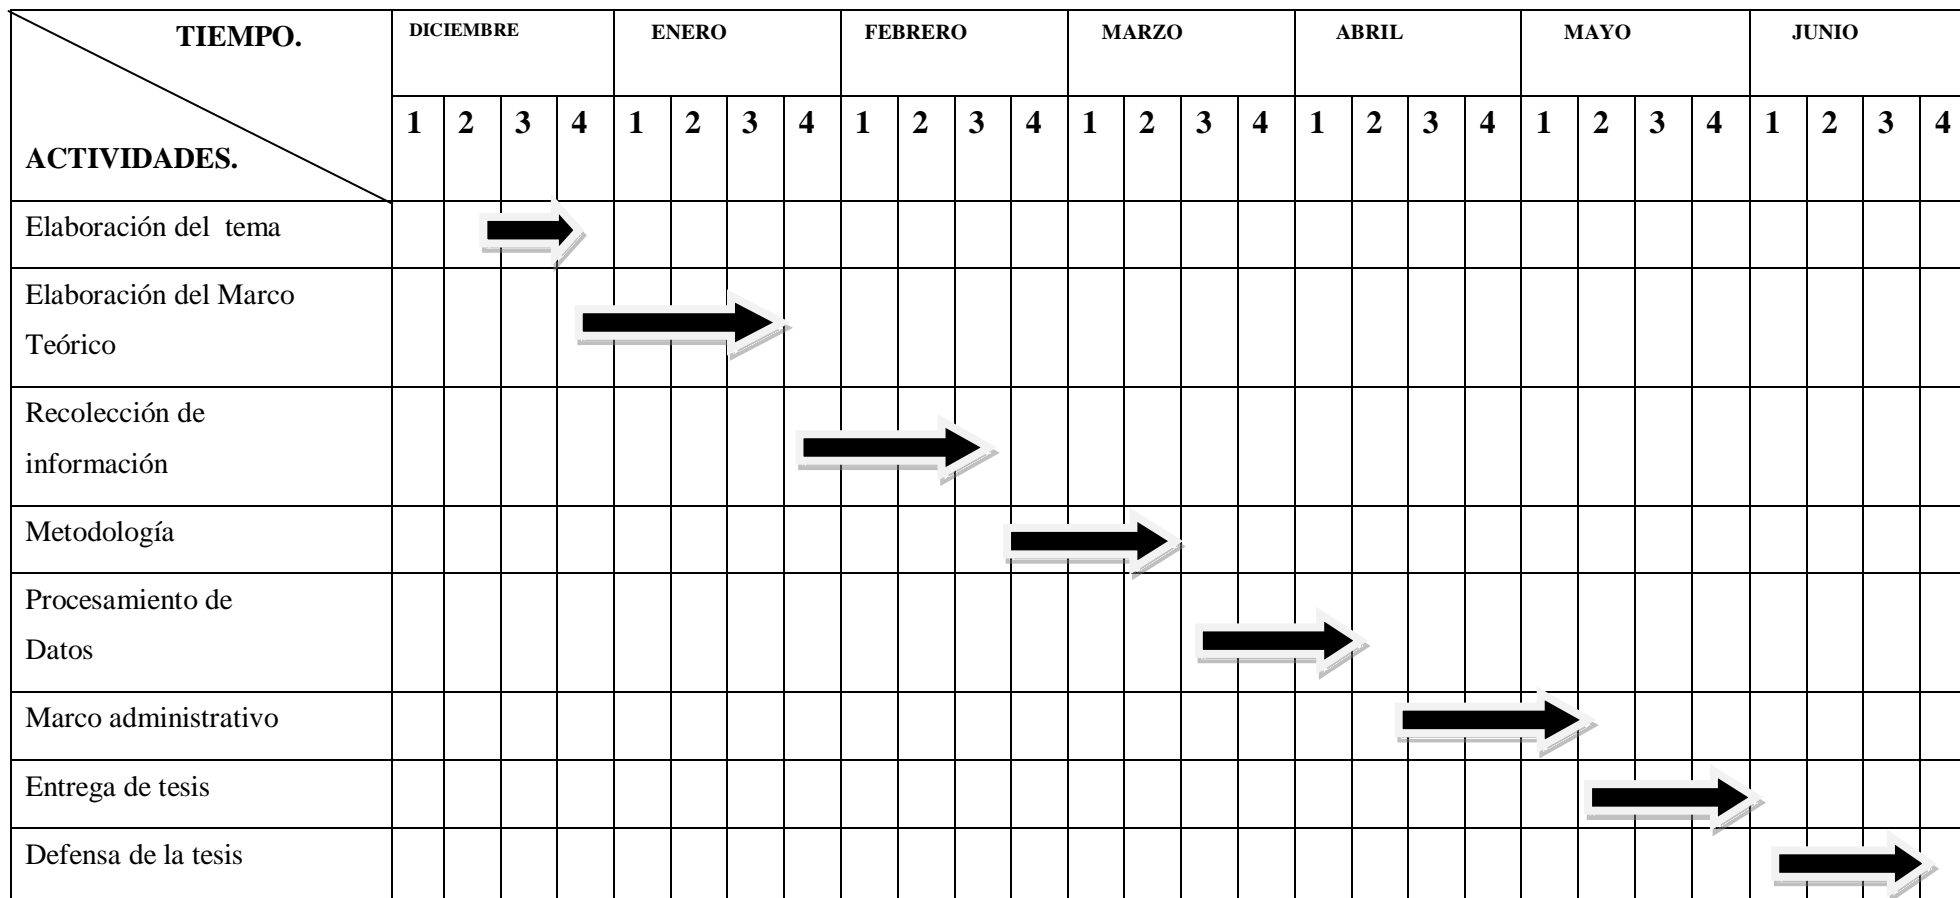 TIEMPO.
DICIEMBRE ENERO FEBRERO MARZO ABRIL MAYO JUNIO
ACTIVIDADES.
1 2 3 4 1 2 3 4 1 2 3 4 1 2 3 4 1 2 3 4 1 2 3 4 1 2 3 4
Elaboración del tema
Elaboración del Marco
Teórico
Recolección de
información
Metodología
Procesamiento de
Datos
Marco administrativo
Entrega de tesis
Defensa de la tesis